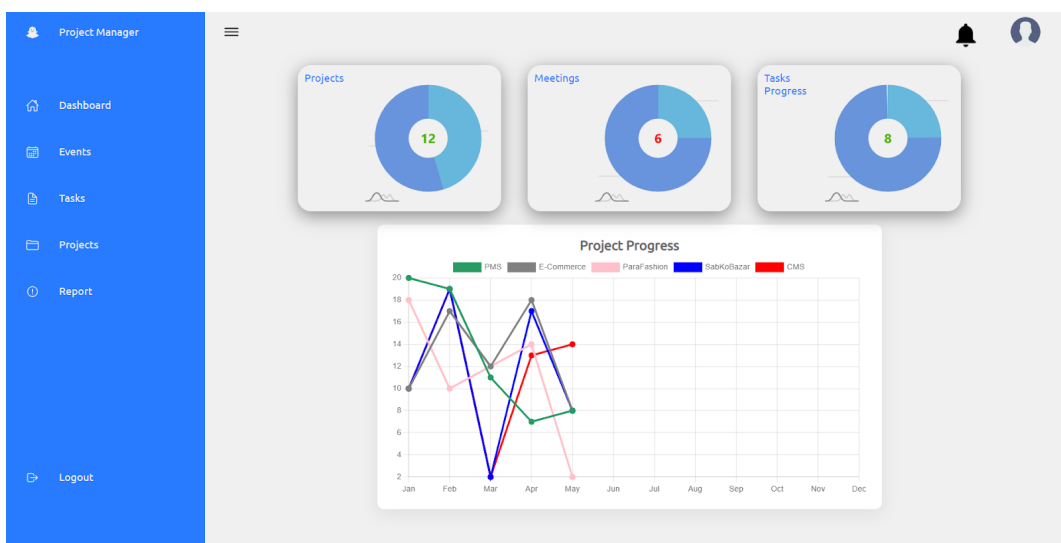 Project Manager
Dashboard
Events
Tasks
Projects
Report
Logout
Projects
12
Meetings
6
Tasks
Progress
8
Project Progress
PMS E-Commerce ParaFashion SabKoBazar CMS
20
18
16
14
12
10
8
6
4
2
Jan Feb Mar Apr May Jun Jul Aug Sep Oct Nov Dec